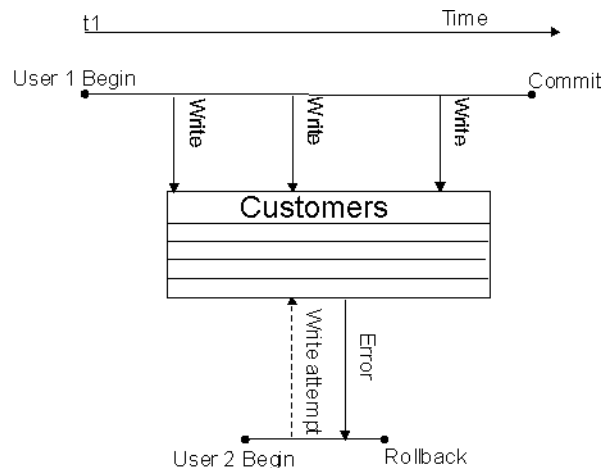 t1
Time
User 1 Begin
Commit
Write
Write
Write
Customers
Write attempt
Error
User 2 Begin
Rollback